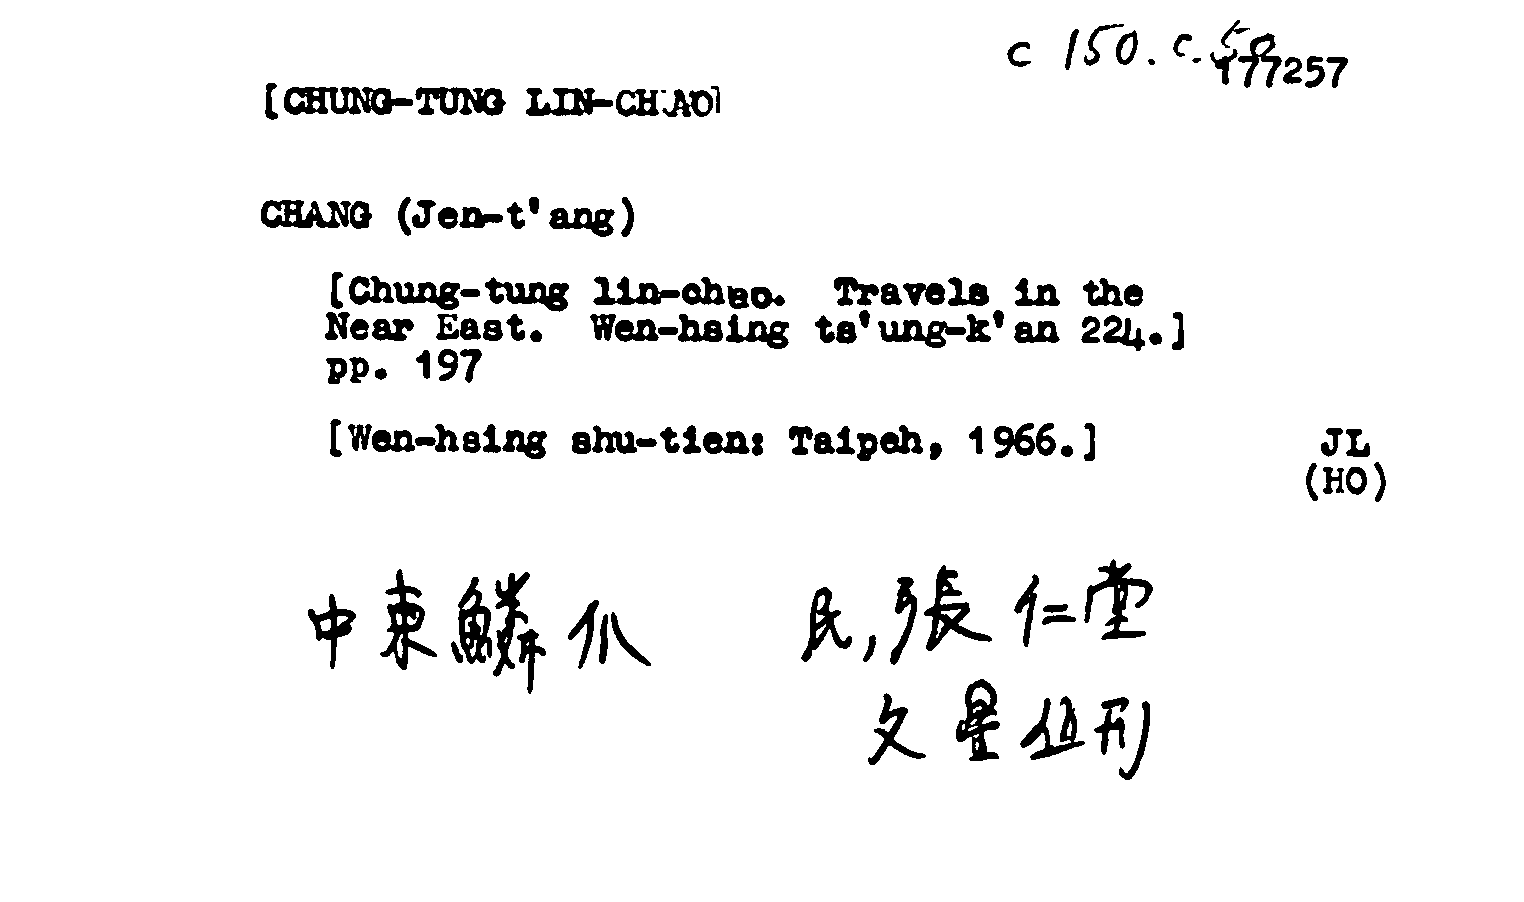 c 150. c. 50
177257
[CHUNG-TUNG LIN-CHAO]
CHANG (Jen-t'ang)
[Chung-tung lin-chao. Travels in the
Near East. Wen-hsing ts'ung-k'an 224.]
pp. 197
[Wen-hsing shu-tien: Taipeh, 1966.]
JL
(HO)
中東鱗爪 民,張仁堂
文星丛刊